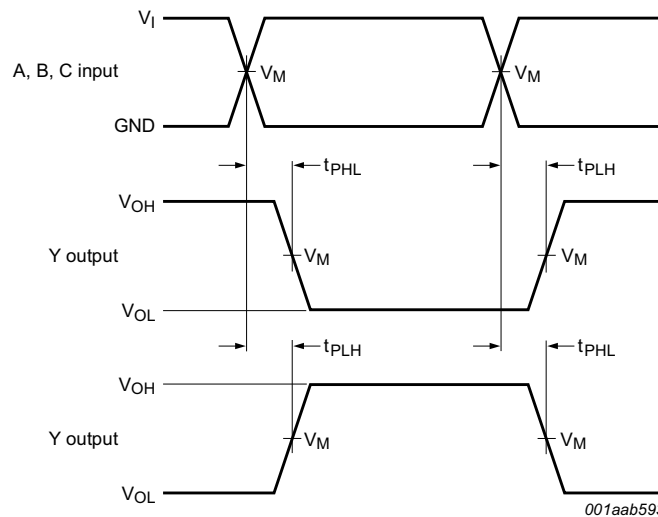 VI
A, B, C input
VM
VM
GND
tPHL
tPLH
VOH
Y output
VM
VM
VOL
tPLH
tPHL
VOH
Y output
VM
VM
VOL
001aab593